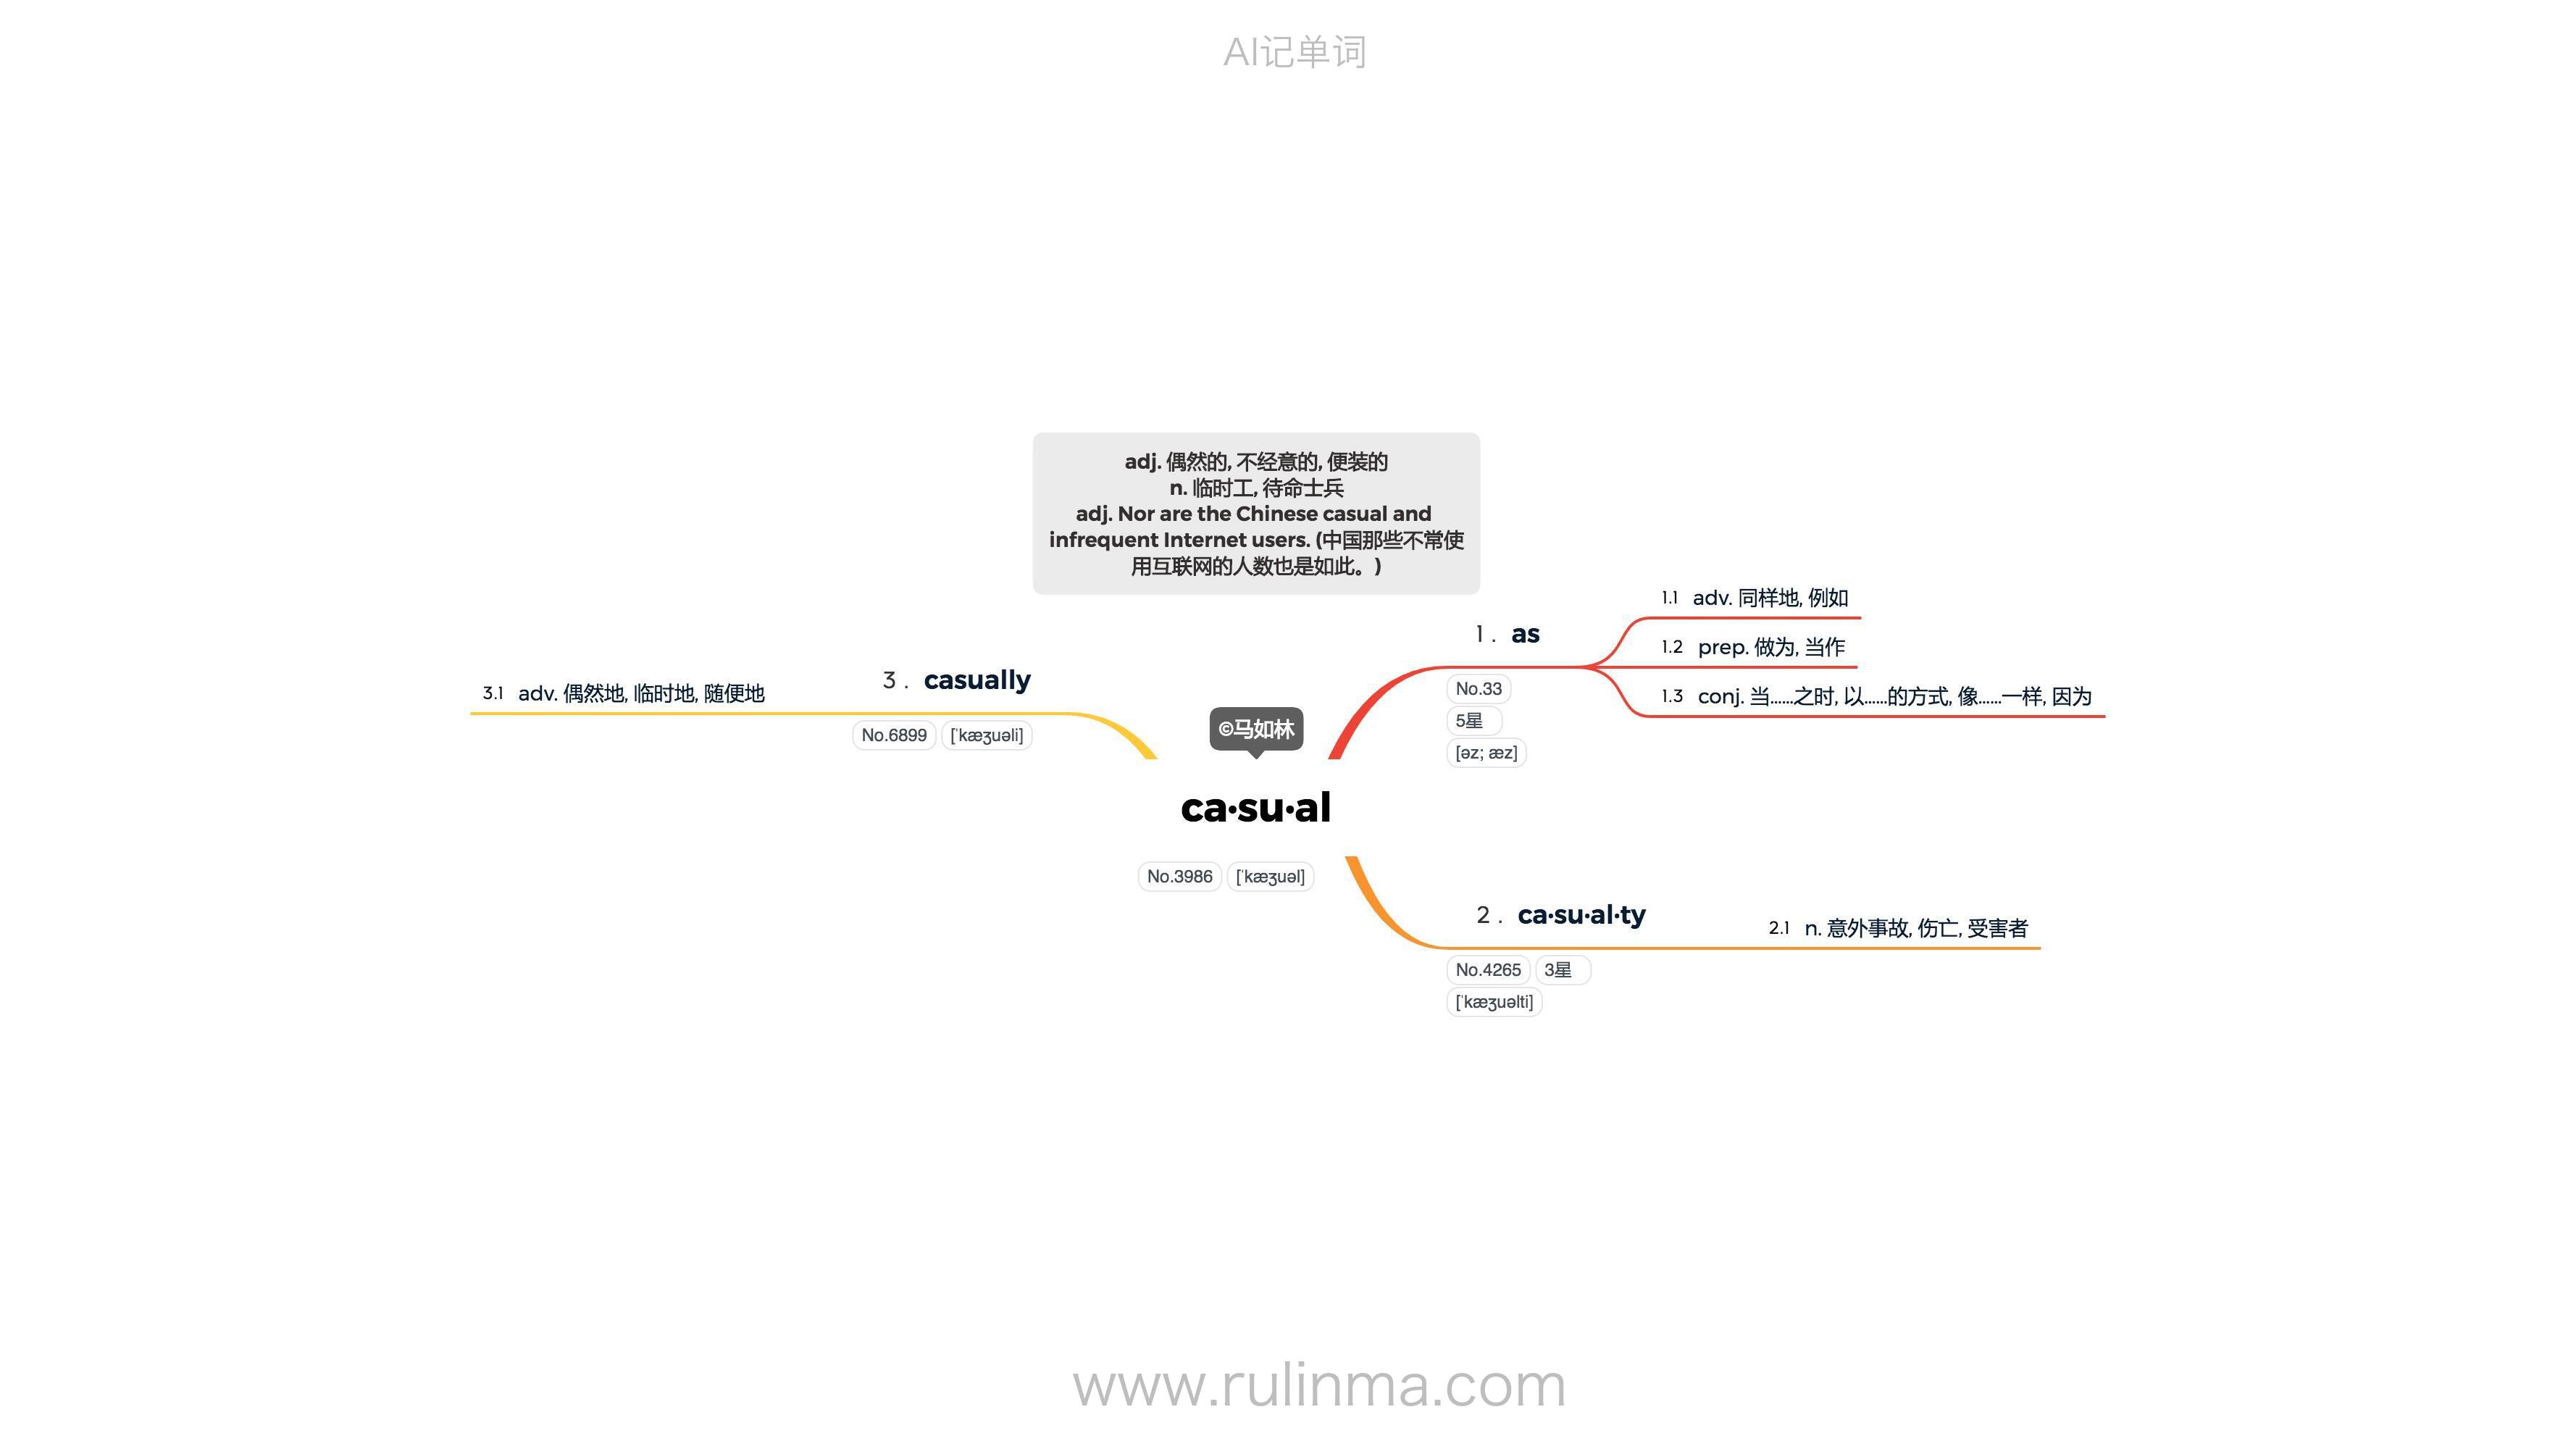 AI记单词
adj. 偶然的, 不经意的, 便装的
n. 临时工, 待命士兵
adj. Nor are the Chinese casual and
infrequent Internet users. (中国那些不常使
用互联网的人数也是如此。)
©马如林
ca·su·al
No.3986 [ˈkæʒuəl]
1. as
No.33
5星
[əz; æz]
1.1 adv. 同样地, 例如
1.2 prep. 做为, 当作
1.3 conj. 当……之时, 以……的方式, 像……一样, 因为
2. ca·su·al·ty
No.4265 3星
[ˈkæʒuəlti]
2.1 n. 意外事故, 伤亡, 受害者
3. casually
No.6899 [ˈkæʒuəli]
3.1 adv. 偶然地, 临时地, 随便地
www.rulinma.com